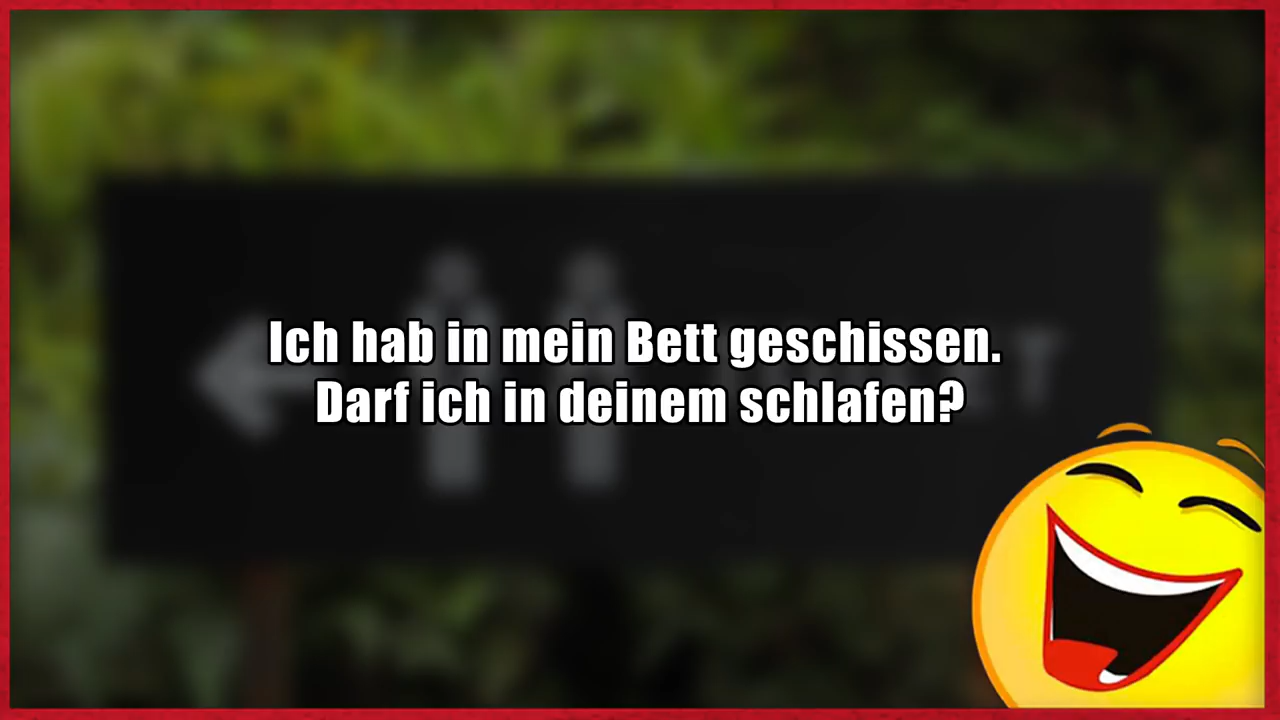 Ich hab in mein Bett geschissen.
Darf ich in deinem schlafen?